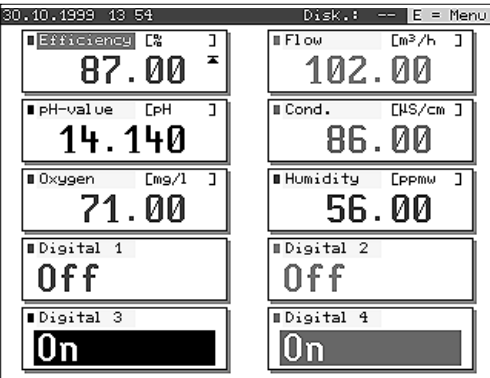 30.10.1999 13 54 Disk.: -- E = Menu
Efficiency [% ]
87.00
Flow [m³/h ]
102.00
pH-value [pH ]
14.140
Cond. [µS/cm ]
86.00
Oxygen [mg/l ]
71.00
Humidity [ppmw ]
56.00
Digital 1
Off
Digital 2
Off
Digital 3
On
Digital 4
On